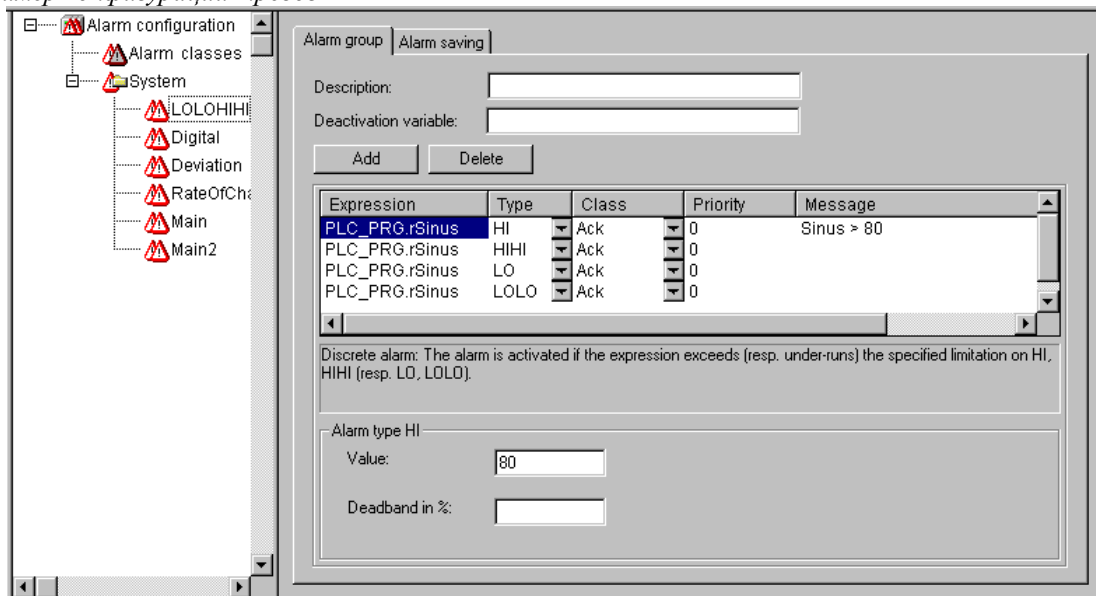 Alarm configuration
Alarm classes
System
LOLOHIHI
Digital
Deviation
RateOfCha
Main
Main2
Alarm group
Alarm saving
Description:
Deactivation variable:
Add
Delete
Expression Type Class Priority Message
PLC_PRG.rSinus HI Ack 0 Sinus > 80
PLC_PRG.rSinus HIHI Ack 0
PLC_PRG.rSinus LO Ack 0
PLC_PRG.rSinus LOLO Ack 0
Discrete alarm: The alarm is activated if the expression exceeds (resp. under-runs) the specified limitation on HI,
HIHI (resp. LO, LOLO).
Alarm type HI
Value: 80
Deadband in %: